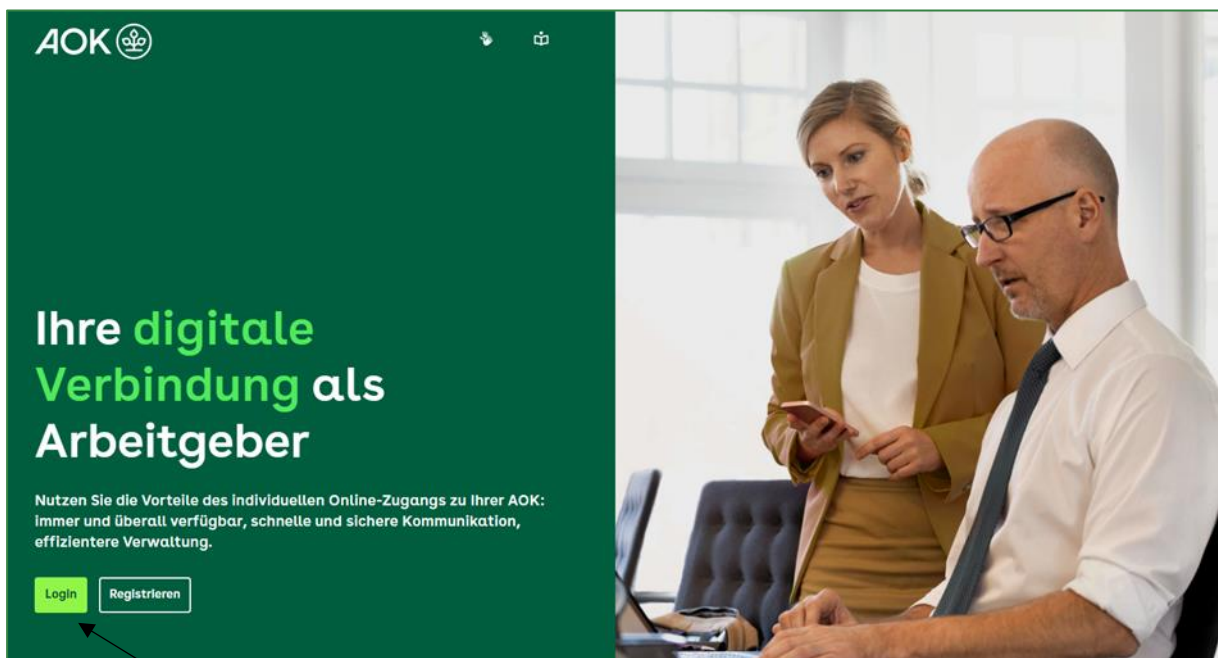 AOK
Ihre digitale
Verbindung als
Arbeitgeber
Nutzen Sie die Vorteile des individuellen Online-Zugangs zu Ihrer AOK:
immer und überall verfügbar, schnelle und sichere Kommunikation,
effizientere Verwaltung.
Login Registrieren